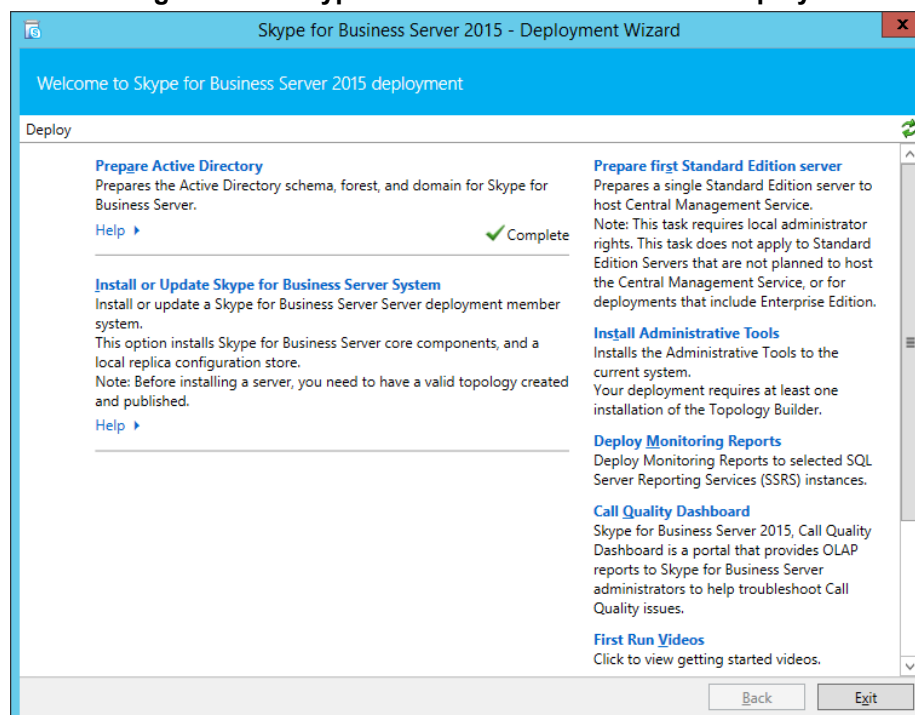 Skype for Business Server 2015 - Deployment Wizard
x
Welcome to Skype for Business Server 2015 deployment
Deploy
Prepare Active Directory
Prepares the Active Directory schema, forest, and domain for Skype for
Business Server.
Help
Complete
Install or Update Skype for Business Server System
Install or update a Skype for Business Server Server deployment member
system.
This option installs Skype for Business Server core components, and a
local replica configuration store.
Note: Before installing a server, you need to have a valid topology created
and published.
Help
Prepare first Standard Edition server
Prepares a single Standard Edition server to
host Central Management Service.
Note: This task requires local administrator
rights. This task does not apply to Standard
Edition Servers that are not planned to host
the Central Management Service, or for
deployments that include Enterprise Edition.
Install Administrative Tools
Installs the Administrative Tools to the
current system.
Your deployment requires at least one
installation of the Topology Builder.
Deploy Monitoring Reports
Deploy Monitoring Reports to selected SQL
Server Reporting Services (SSRS) instances.
Call Quality Dashboard
Skype for Business Server 2015, Call Quality
Dashboard is a portal that provides OLAP
reports to Skype for Business Server
administrators to help troubleshoot Call
Quality issues.
First Run Videos
Click to view getting started videos.
Back
Exit